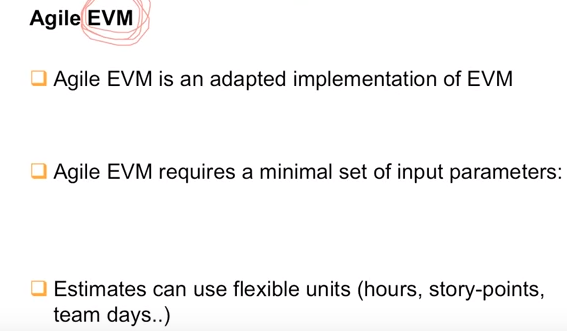 Agile EVM
Agile EVM is an adapted implementation of EVM
Agile EVM requires a minimal set of input parameters:
Estimates can use flexible units (hours, story-points,
team days..)